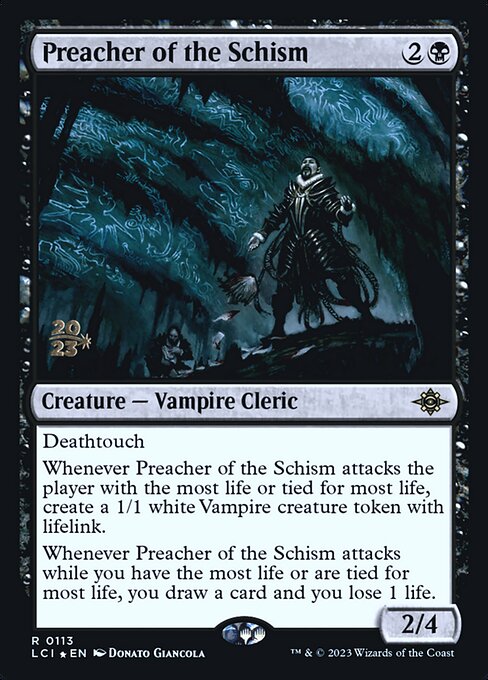 Preacher of the Schism 2
20
23
Creature — Vampire Cleric
Deathtouch
Whenever Preacher of the Schism attacks the
player with the most life or tied for most life,
create a 1/1 white Vampire creature token with
lifelink.
Whenever Preacher of the Schism attacks
while you have the most life or are tied for
most life, you draw a card and you lose 1 life.
2/4
R 0113
LCI ★ EN Donato Giancola
™ & © 2023 Wizards of the Coast